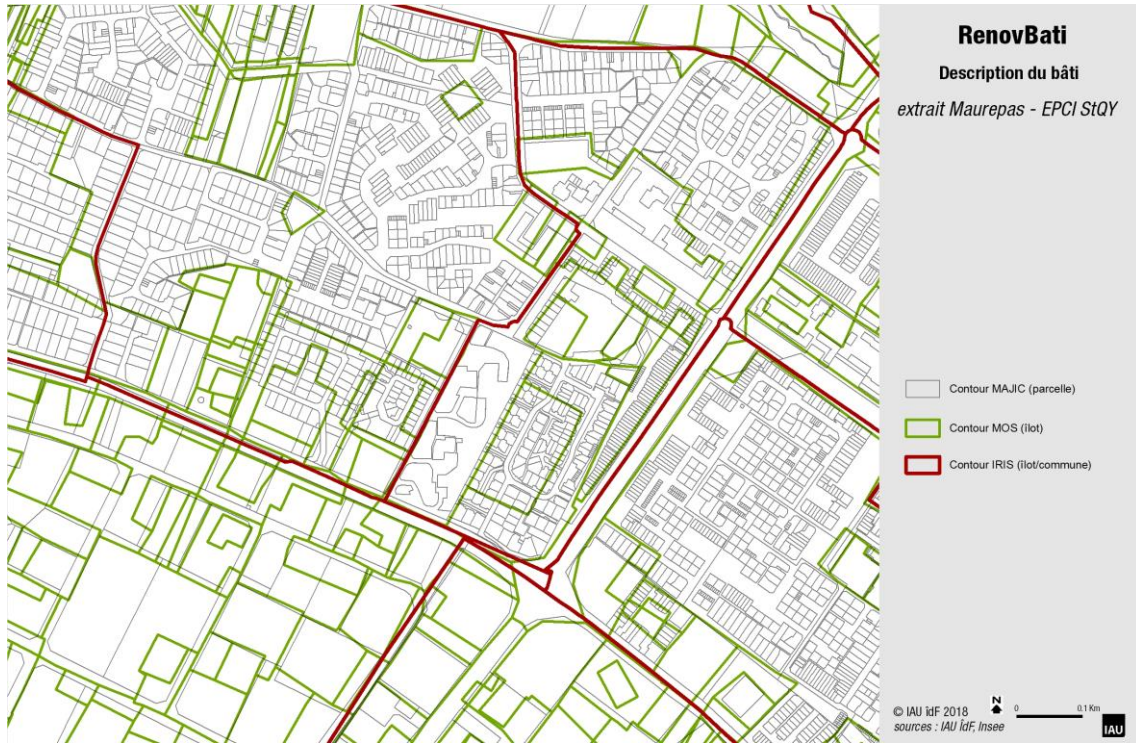 RenovBati
Description du bâti
extrait Maurepas - EPCI StQY
Contour MAJIC (parcelle)
Contour MOS (îlot)
Contour IRIS (îlot/commune)
© IAU îdF 2018
sources : IAU ÎdF, Insee
N
0 0.1 Km
IAU